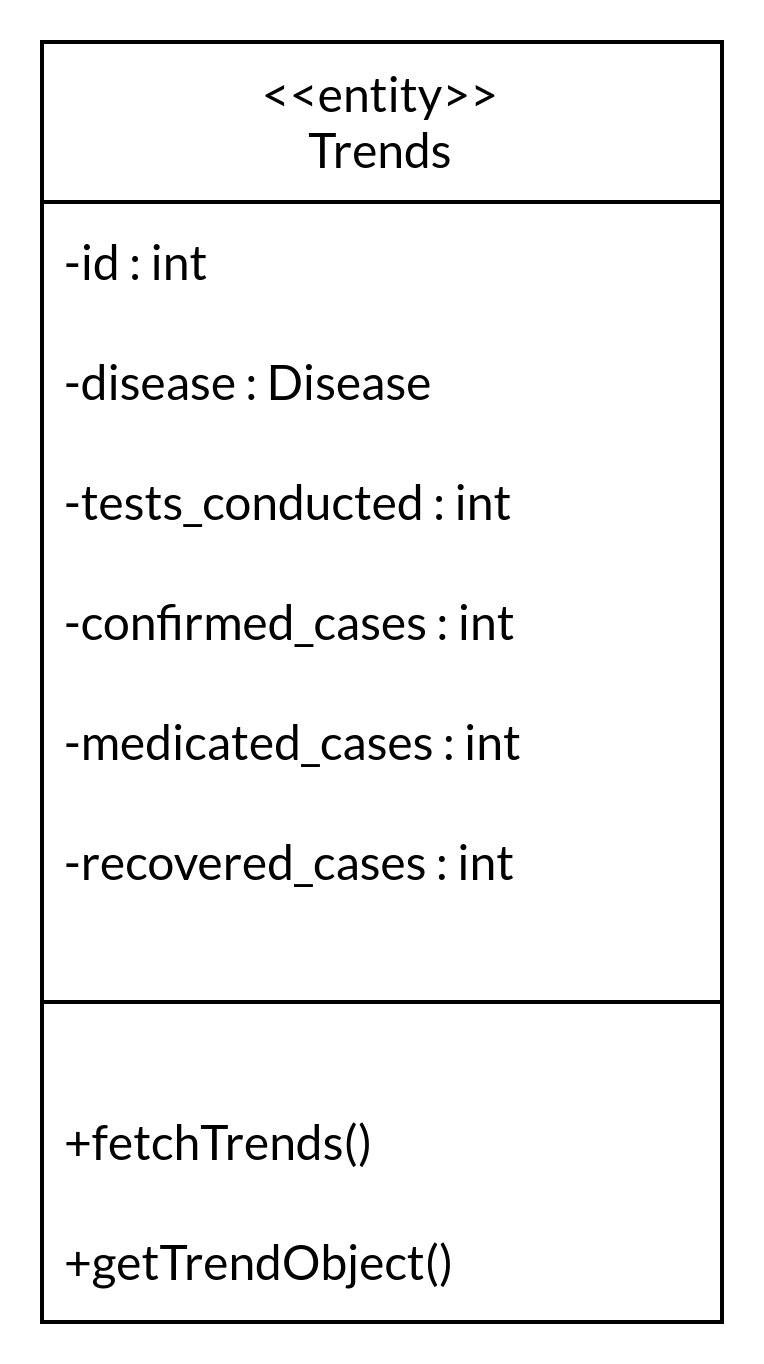 <<entity>>
Trends
-id : int
-disease : Disease
-tests_conducted : int
-confirmed_cases : int
-medicated_cases : int
-recovered_cases : int
+fetchTrends()
+getTrendObject()